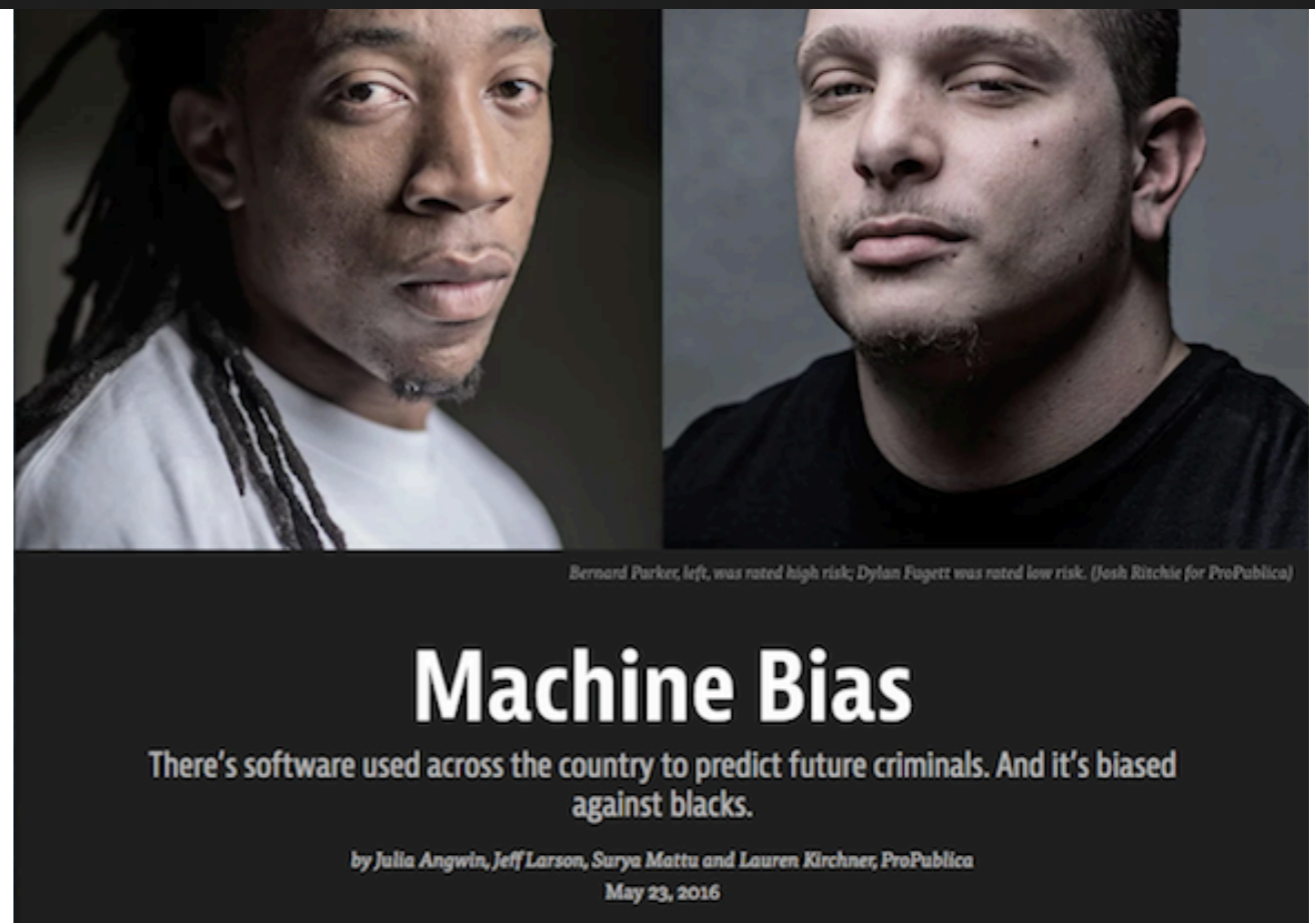 Bernard Parker, left, was rated high risk; Dylan Fugett was rated low risk. (Josh Ritchie for ProPublica)
Machine Bias
There's software used across the country to predict future criminals. And it's biased
against blacks.
by Julia Angwin, Jeff Larson, Surya Mattu and Lauren Kirchner, ProPublica
May 23, 2016